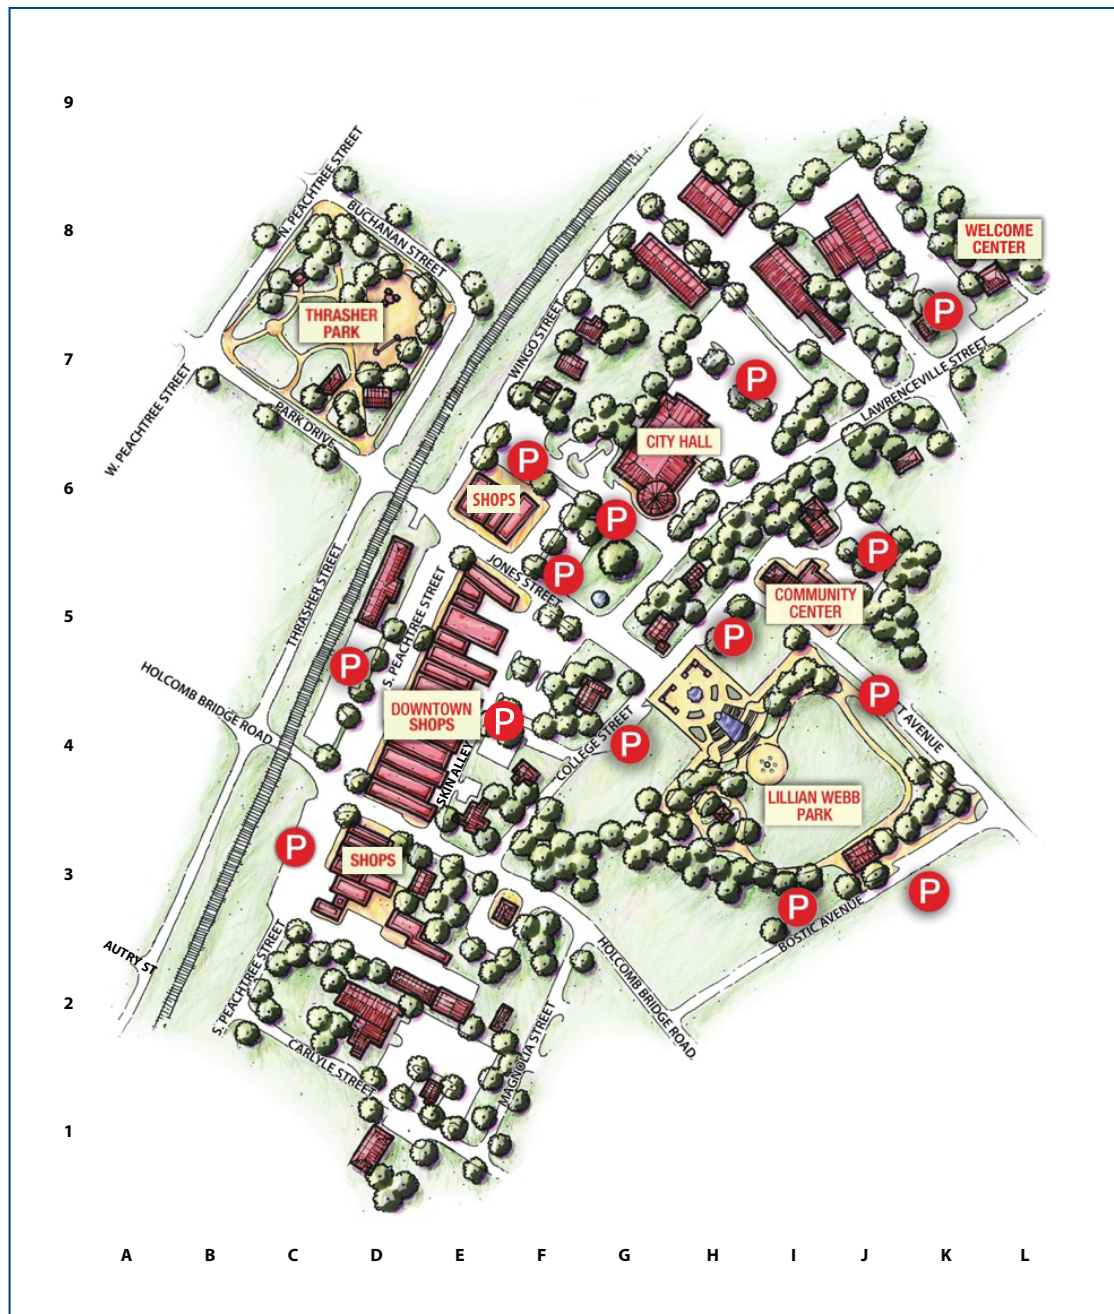 9
N. PEACHTREE STREET
BUCHANAN STREET
8
WELCOME
CENTER
THRASHER
PARK
P
WINGO STREET
7
P
LAWRENCEVILLE STREET
W. PEACHTREE STREET
PARK DRIVE
CITY HALL
P
6
SHOPS
P
P
JONES STREET
P
THRASHER STREET
S. PEACHTREE STREET
COMMUNITY
CENTER
5
P
P
HOLCOMB BRIDGE ROAD
P
T AVENUE
DOWNTOWN
SHOPS
P
COLLEGE STREET
P
4
SKIN ALLEY
LILLIAN WEBB
PARK
P
SHOPS
3
P
P
BOSTIC AVENUE
AUTRY ST
S. PEACHTREE STREET
HOLCOMB BRIDGE ROAD
2
CARLYLE STREET
MAGNOLIA STREET
1
A B C D E F G H I J K L